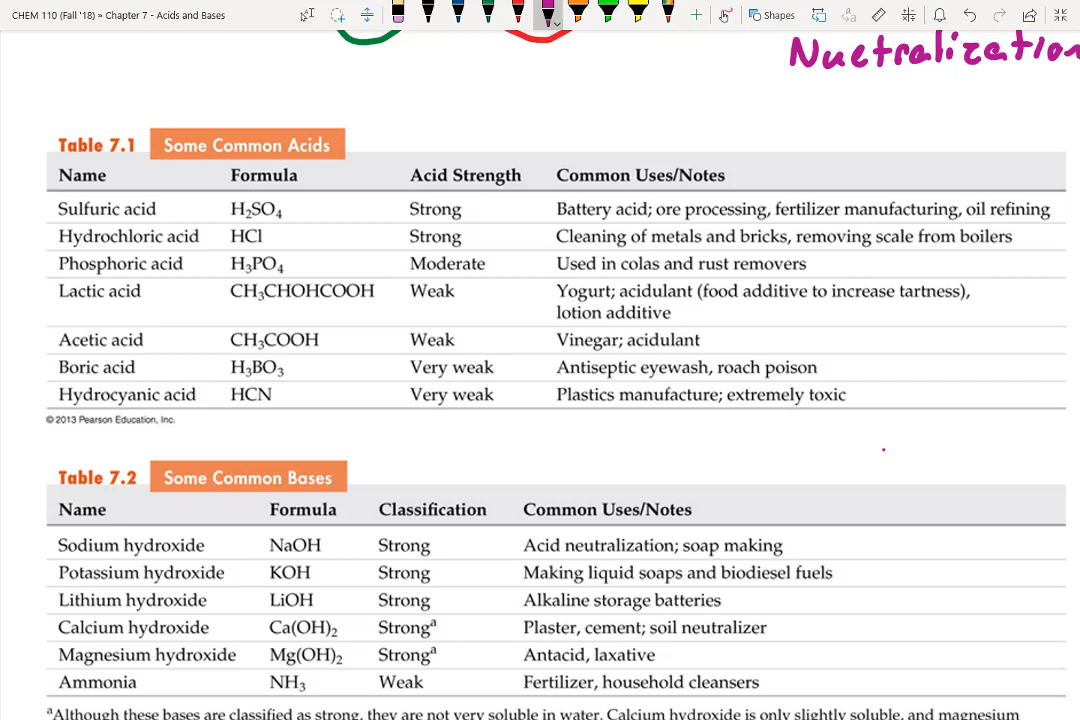 CHEM 110 (Fall '18) » Chapter 7 - Acids and Bases
Shapes
Nuetralization
Table 7.1 Some Common Acids
Name Formula Acid Strength Common Uses/Notes
Sulfuric acid H₂SO₄ Strong Battery acid; ore processing, fertilizer manufacturing, oil refining
Hydrochloric acid HCl Strong Cleaning of metals and bricks, removing scale from boilers
Phosphoric acid H₃PO₄ Moderate Used in colas and rust removers
Lactic acid CH₃CHOHCOOH Weak Yogurt; acidulant (food additive to increase tartness),
lotion additive
Acetic acid CH₃COOH Weak Vinegar; acidulant
Boric acid H₃BO₃ Very weak Antiseptic eyewash, roach poison
Hydrocyanic acid HCN Very weak Plastics manufacture; extremely toxic
© 2013 Pearson Education, Inc.
Table 7.2 Some Common Bases
Name Formula Classification Common Uses/Notes
Sodium hydroxide NaOH Strong Acid neutralization; soap making
Potassium hydroxide KOH Strong Making liquid soaps and biodiesel fuels
Lithium hydroxide LiOH Strong Alkaline storage batteries
Calcium hydroxide Ca(OH)₂ Strongᵃ Plaster, cement; soil neutralizer
Magnesium hydroxide Mg(OH)₂ Strongᵃ Antacid, laxative
Ammonia NH₃ Weak Fertilizer, household cleansers
ᵃAlthough these bases are classified as strong, they are not very soluble in water. Calcium hydroxide is only slightly soluble, and magnesium